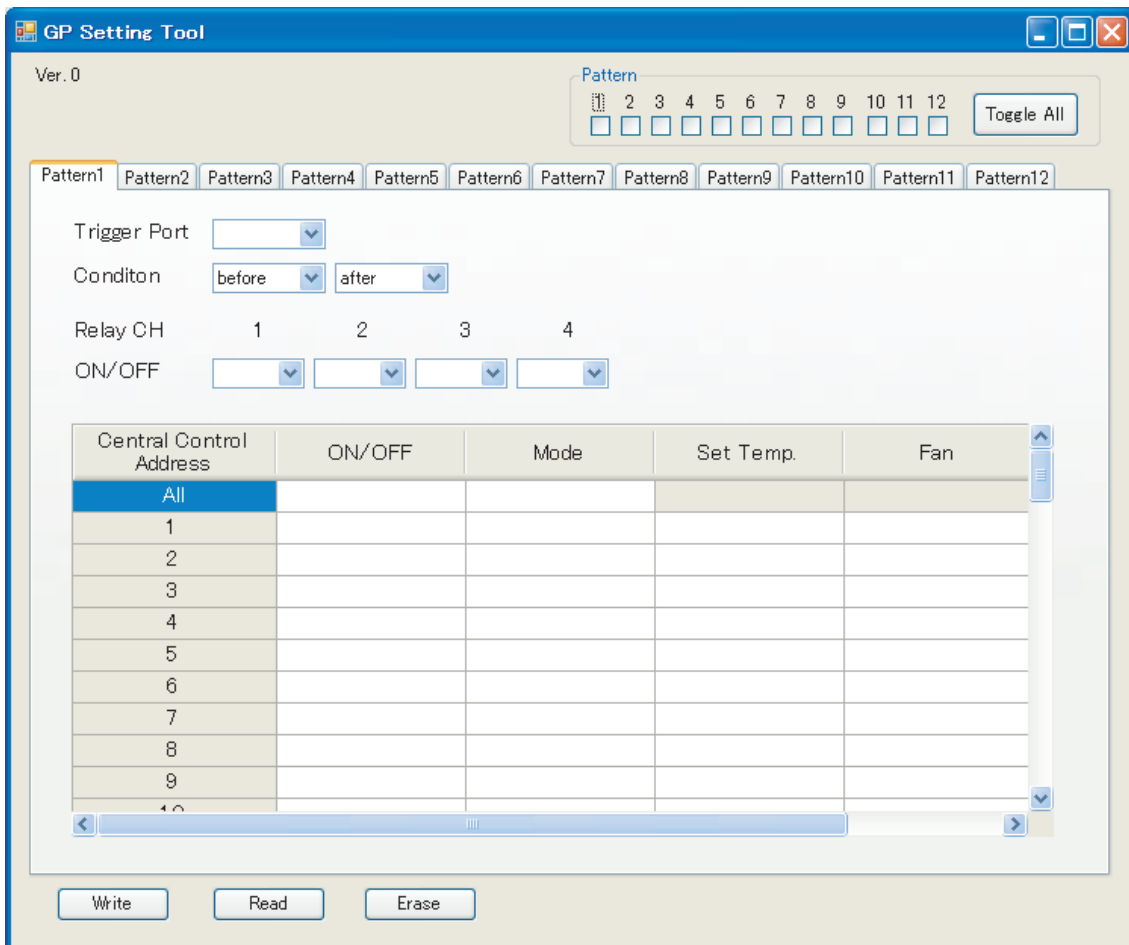 GP Setting Tool
Ver. 0
Pattern
1 2 3 4 5 6 7 8 9 10 11 12
Toggle All
Pattern1 Pattern2 Pattern3 Pattern4 Pattern5 Pattern6 Pattern7 Pattern8 Pattern9 Pattern10 Pattern11 Pattern12
Trigger Port
Conditon before after
Relay CH 1 2 3 4
ON/OFF
Central Control Address ON/OFF Mode Set Temp. Fan
All
1
2
3
4
5
6
7
8
9
Write Read Erase